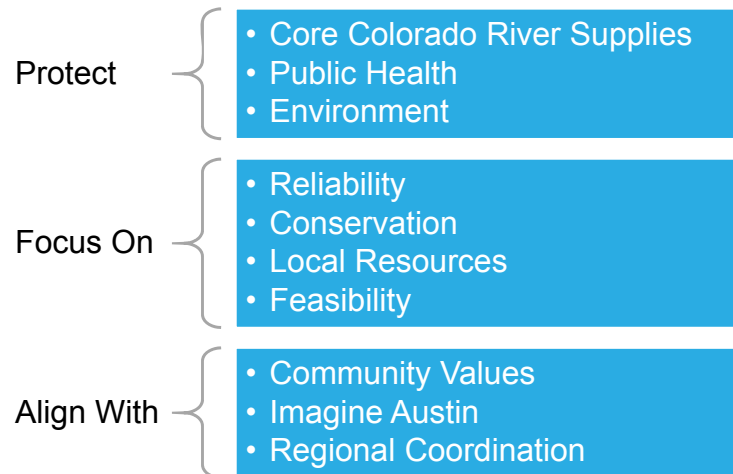 Protect
• Core Colorado River Supplies
• Public Health
• Environment
Focus On
• Reliability
• Conservation
• Local Resources
• Feasibility
Align With
• Community Values
• Imagine Austin
• Regional Coordination